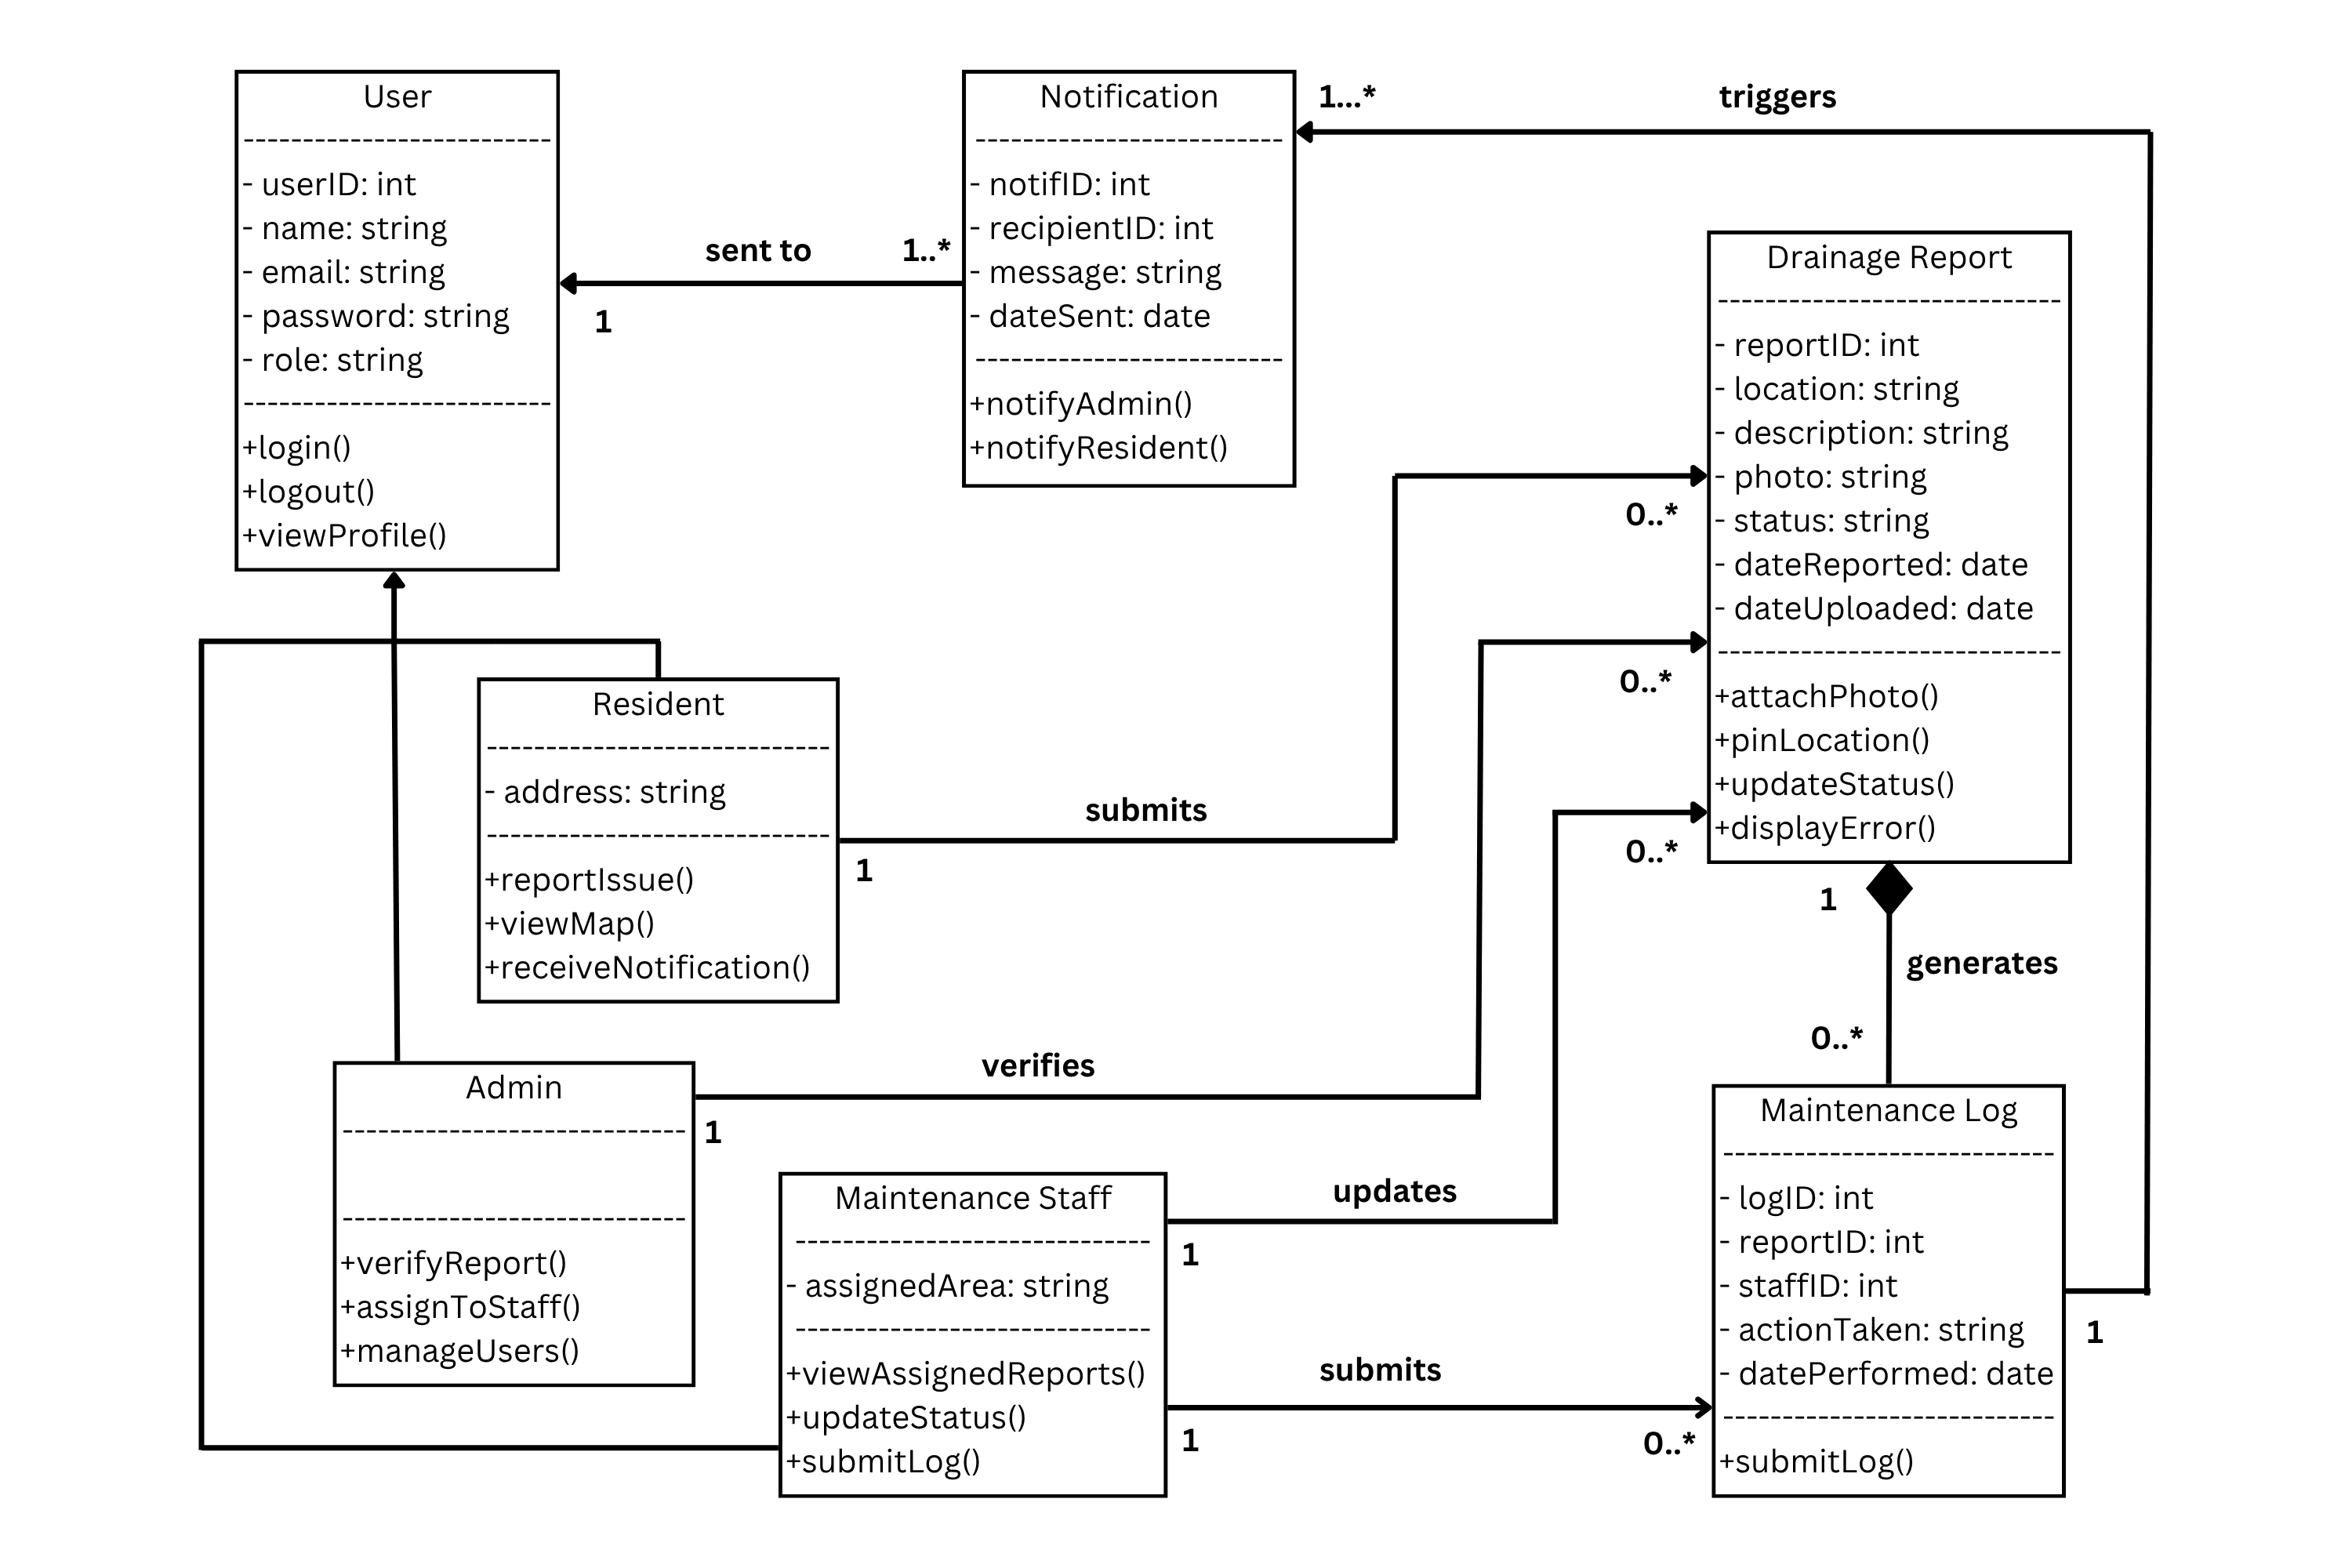 User
- userID: int
- name: string
- email: string
- password: string
- role: string
+login()
+logout()
+viewProfile()
sent to
1..*
1
Notification
- notifID: int
- recipientID: int
- message: string
- dateSent: date
+notifyAdmin()
+notifyResident()
1...*
triggers
Drainage Report
- reportID: int
- location: string
- description: string
- photo: string
- status: string
- dateReported: date
- dateUploaded: date
+attachPhoto()
+pinLocation()
+updateStatus()
+displayError()
0..*
0..*
0..*
Resident
- address: string
+reportIssue()
+viewMap()
+receiveNotification()
submits
1
1
generates
0..*
Admin
+verifyReport()
+assignToStaff()
+manageUsers()
verifies
1
Maintenance Staff
- assignedArea: string
+viewAssignedReports()
+updateStatus()
+submitLog()
updates
1
submits
1
0..*
Maintenance Log
- logID: int
- reportID: int
- staffID: int
- actionTaken: string
- datePerformed: date
+submitLog()
1